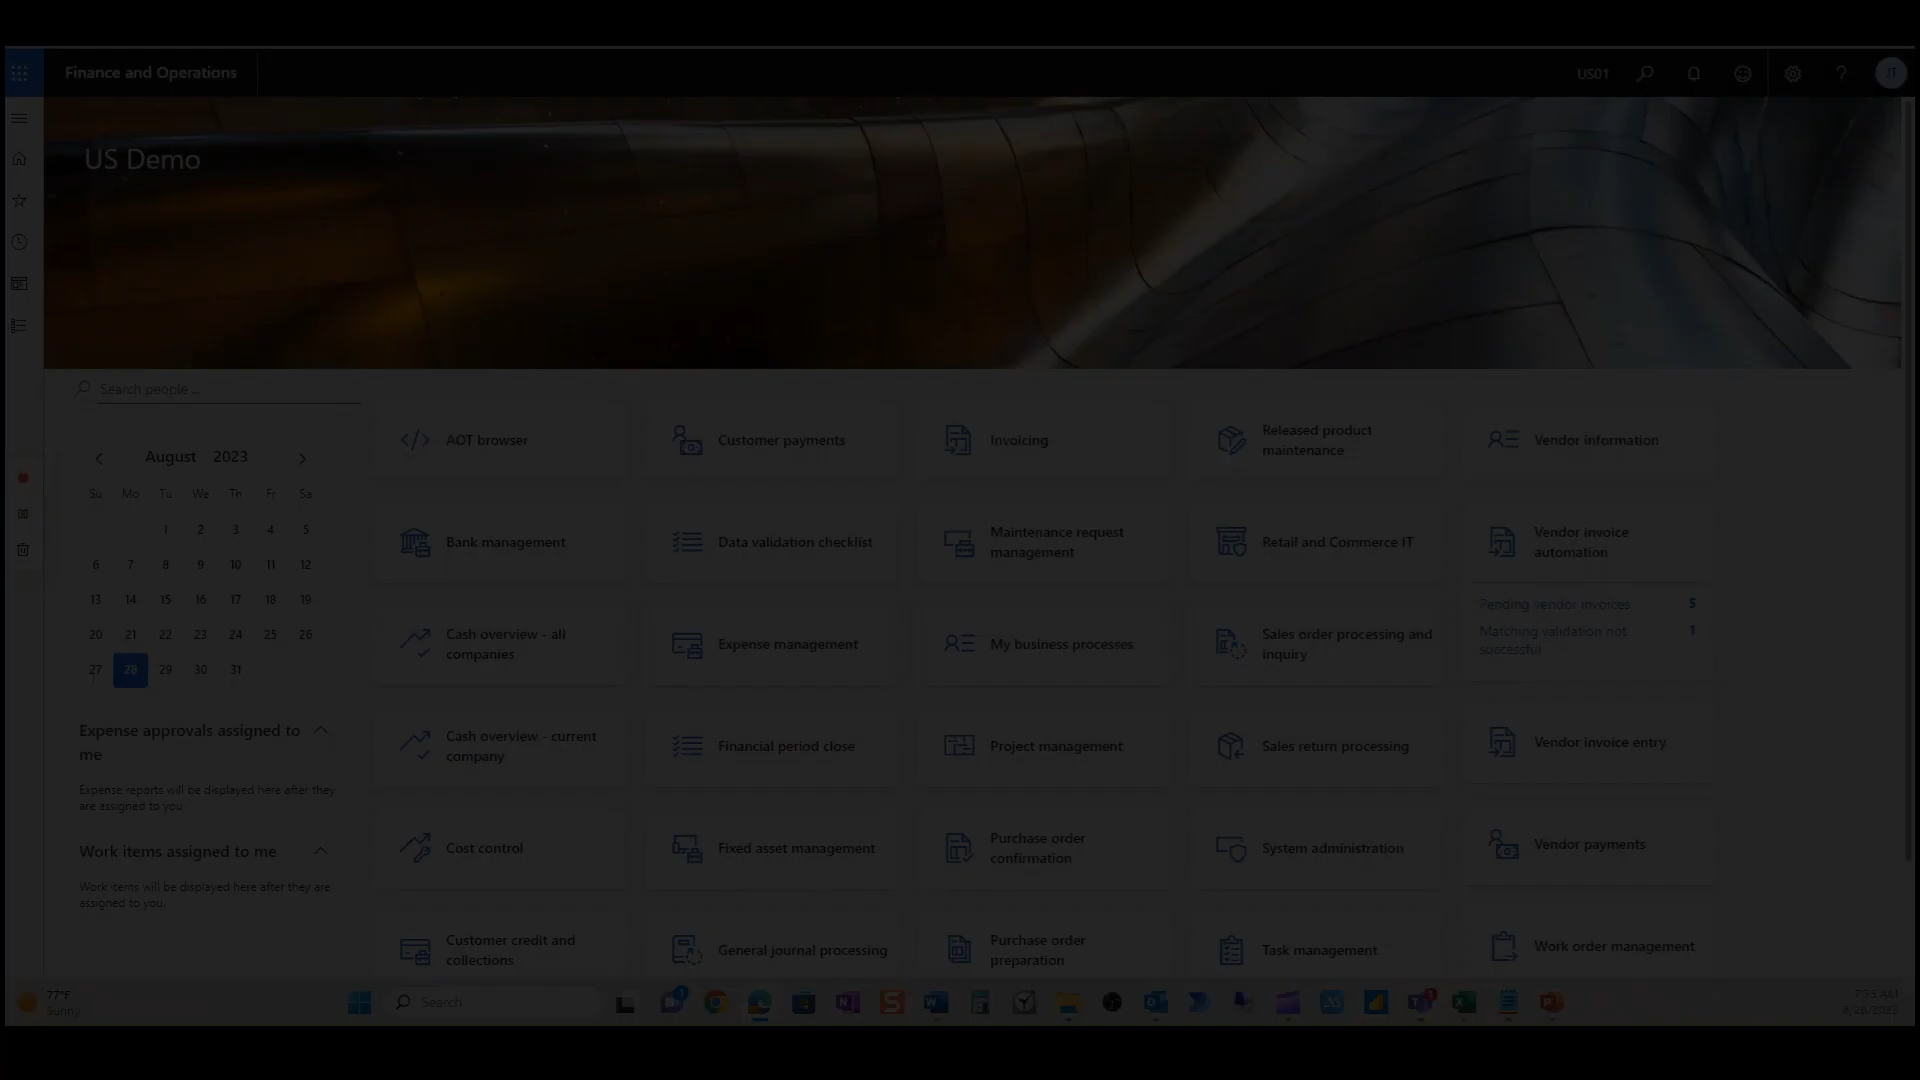 Finance and Operations
US01
?
JT
US Demo
Search people ...
August 2023
Su Mo Tu We Th Fr Sa
1 2 3 4 5
6 7 8 9 10 11 12
13 14 15 16 17 18 19
20 21 22 23 24 25 26
27 28 29 30 31
Expense approvals assigned to
me
Expense reports will be displayed here after they
are assigned to you.
Work items assigned to me
Work items will be displayed here after they are
assigned to you.
AOT browser
Customer payments
Invoicing
Released product
maintenance
Vendor information
Bank management
Data validation checklist
Maintenance request
management
Retail and Commerce IT
Vendor invoice
automation
Pending vendor invoices 5
Matching validation not
successful 1
Cash overview - all
companies
Expense management
My business processes
Sales order processing and
inquiry
Cash overview - current
company
Financial period close
Project management
Sales return processing
Vendor invoice entry
Cost control
Fixed asset management
Purchase order
confirmation
System administration
Vendor payments
Customer credit and
collections
General journal processing
Purchase order
preparation
Task management
Work order management
77°F
Sunny
Search
7:53 AM
8/28/2023